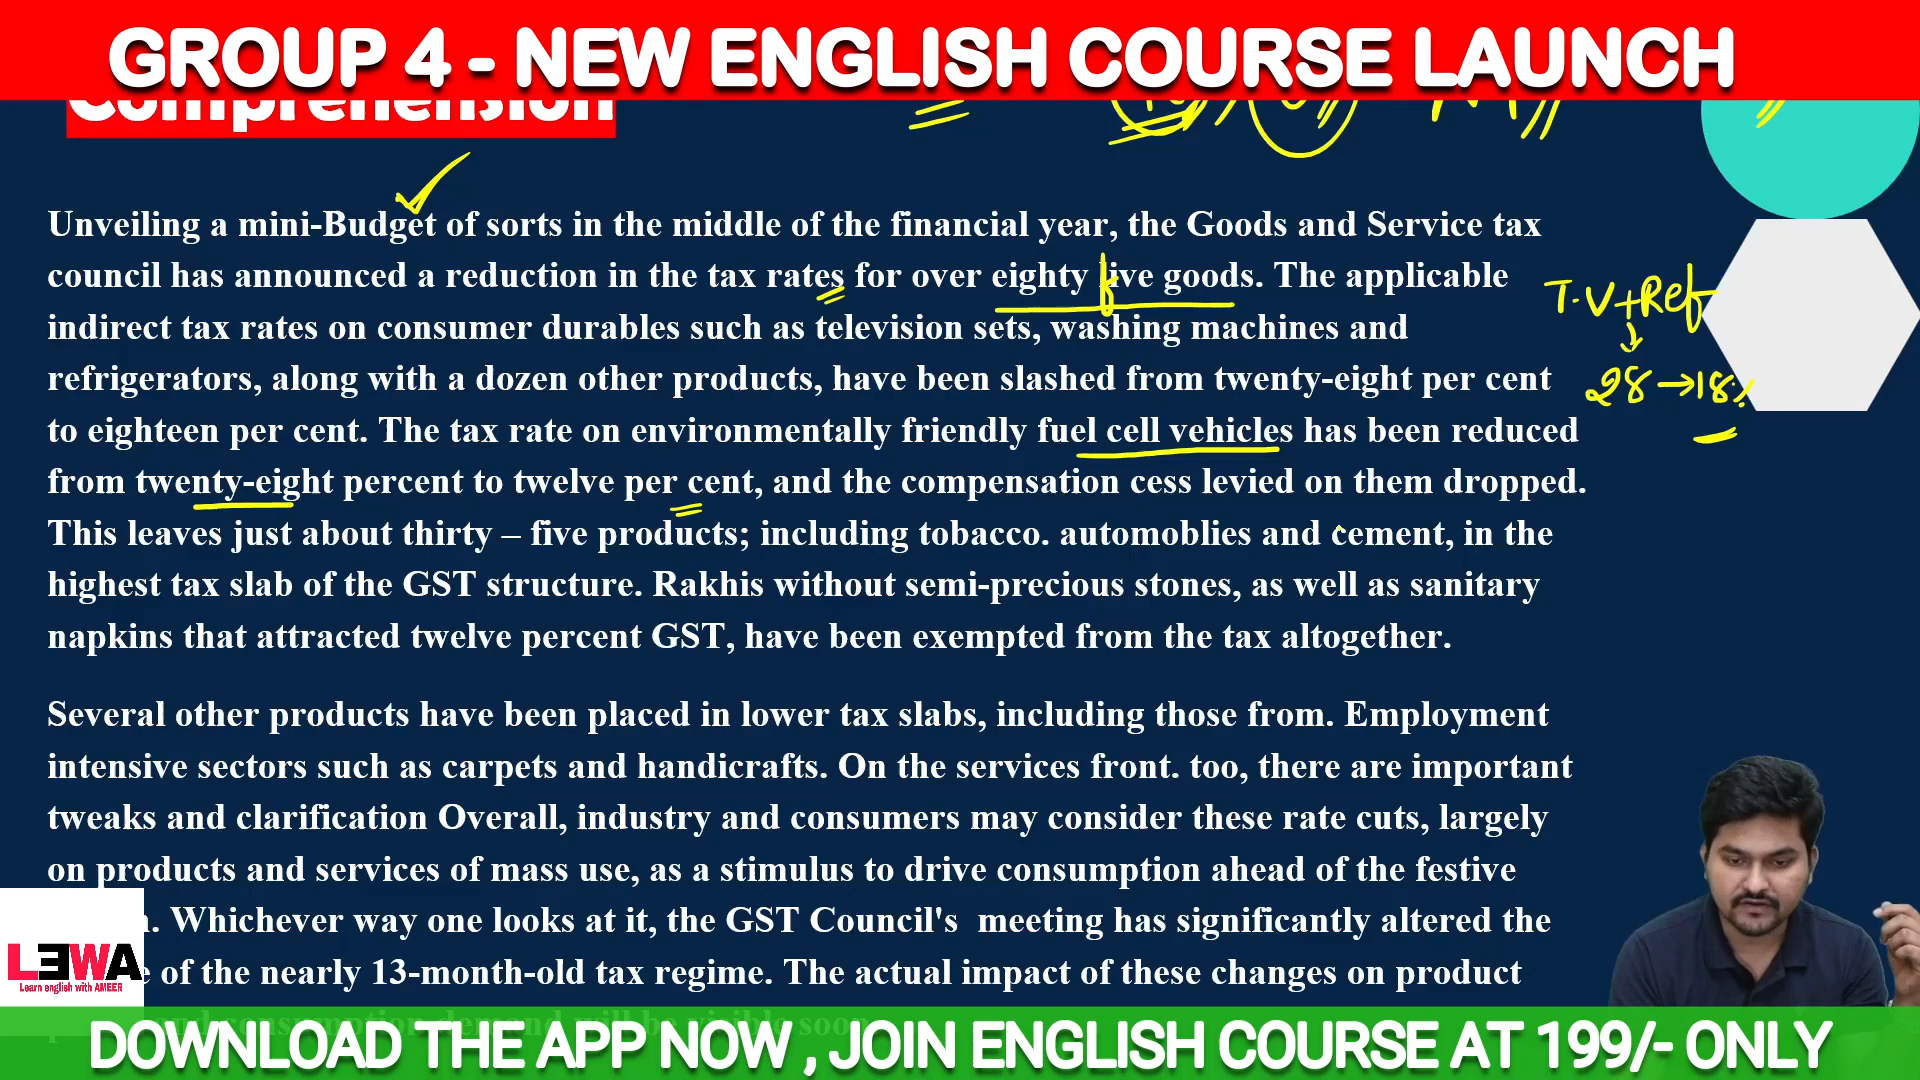 GROUP 4 - NEW ENGLISH COURSE LAUNCH
Comprehension
Unveiling a mini-Budget of sorts in the middle of the financial year, the Goods and Service tax
council has announced a reduction in the tax rates for over eighty five goods. The applicable
indirect tax rates on consumer durables such as television sets, washing machines and
refrigerators, along with a dozen other products, have been slashed from twenty-eight per cent
to eighteen per cent. The tax rate on environmentally friendly fuel cell vehicles has been reduced
from twenty-eight percent to twelve per cent, and the compensation cess levied on them dropped.
This leaves just about thirty – five products; including tobacco. automoblies and cement, in the
highest tax slab of the GST structure. Rakhis without semi-precious stones, as well as sanitary
napkins that attracted twelve percent GST, have been exempted from the tax altogether.
T.V+Ref
28→18%
Several other products have been placed in lower tax slabs, including those from. Employment
intensive sectors such as carpets and handicrafts. On the services front. too, there are important
tweaks and clarification Overall, industry and consumers may consider these rate cuts, largely
on products and services of mass use, as a stimulus to drive consumption ahead of the festive
Whichever way one looks at it, the GST Council's meeting has significantly altered the
of the nearly 13-month-old tax regime. The actual impact of these changes on product
and consumption demand will be visible soon
LEWA
Learn english with AMEER
DOWNLOAD THE APP NOW , JOIN ENGLISH COURSE AT 199/- ONLY